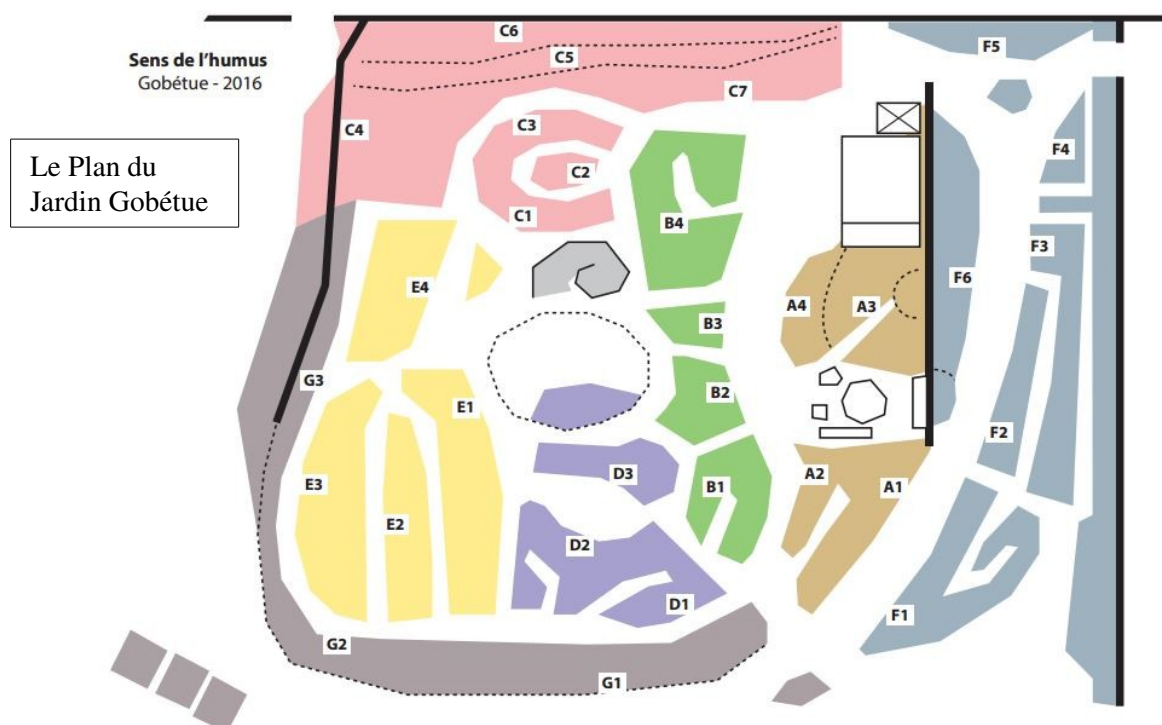 Sens de l'humus
Gobétue - 2016
Le Plan du
Jardin Gobétue
C6
C5
C7
C4
C3
C2
C1
F5
F4
F3
F6
B4
E4
A4
A3
B3
G3
E1
B2
F2
E3
E2
D3
B1
A2
A1
D2
D1
F1
G2
G1